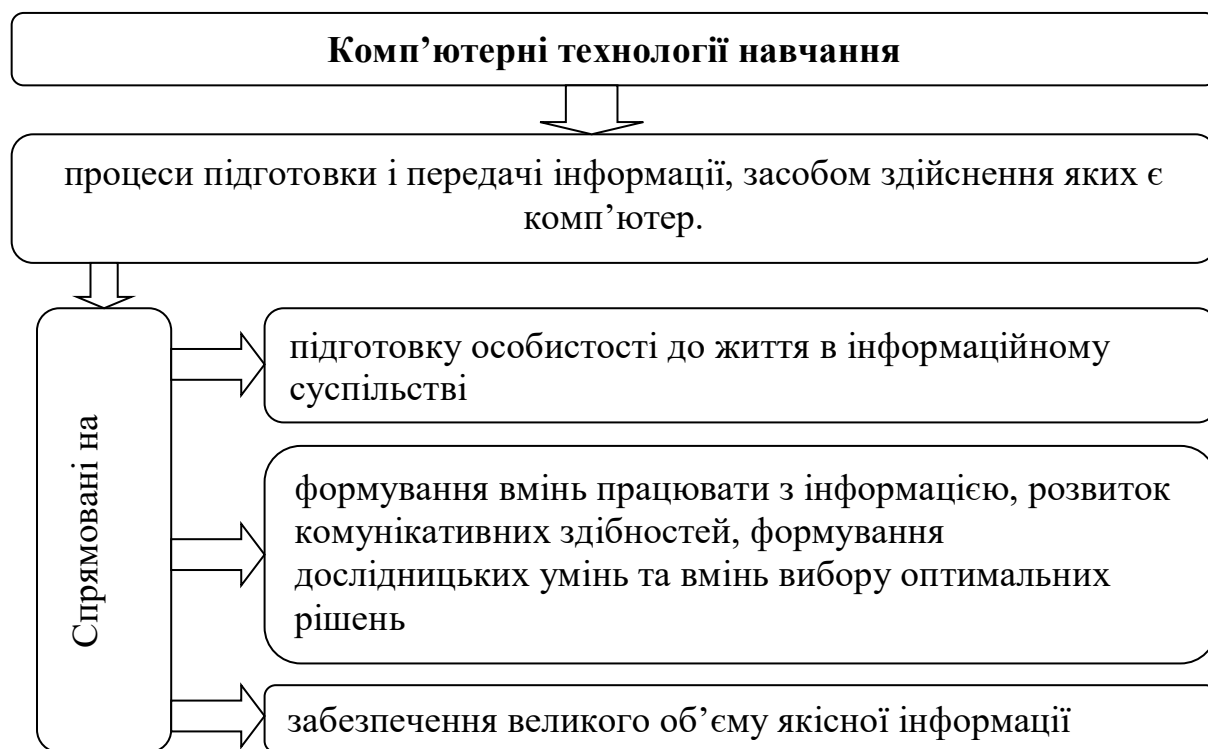 Комп’ютерні технології навчання
процеси підготовки і передачі інформації, засобом здійснення яких є
комп’ютер.
Спрямовані на
підготовку особистості до життя в інформаційному
суспільстві
формування вмінь працювати з інформацією, розвиток
комунікативних здібностей, формування
дослідницьких умінь та вмінь вибору оптимальних
рішень
забезпечення великого об’єму якісної інформації